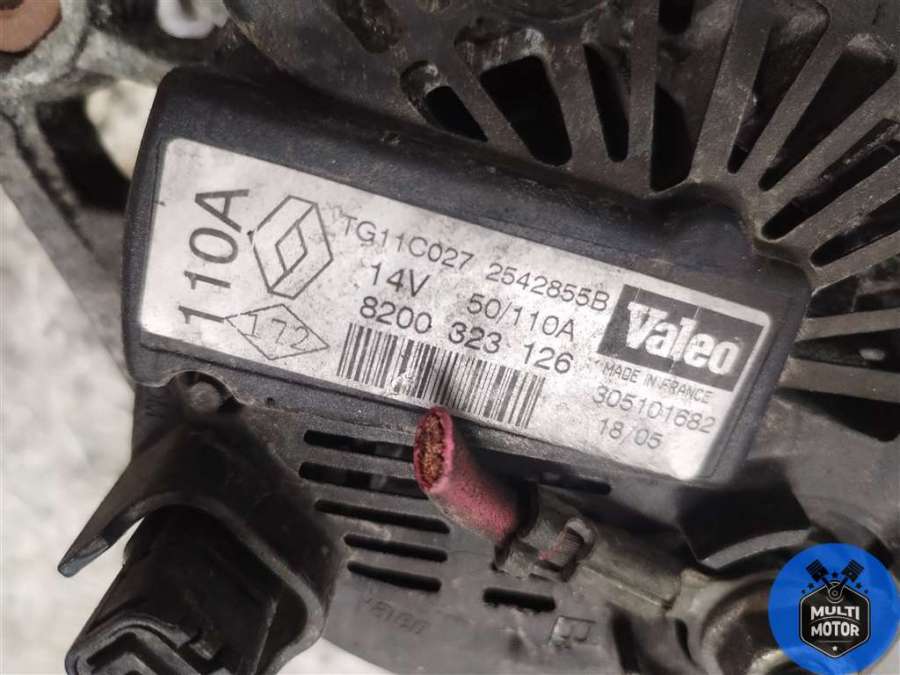 110A
172
TG11C027 2542855B
14V 50/110A
8200 323 126
Valeo
MADE IN FRANCE
305101682
18/05
B+
MULTI
MOTOR